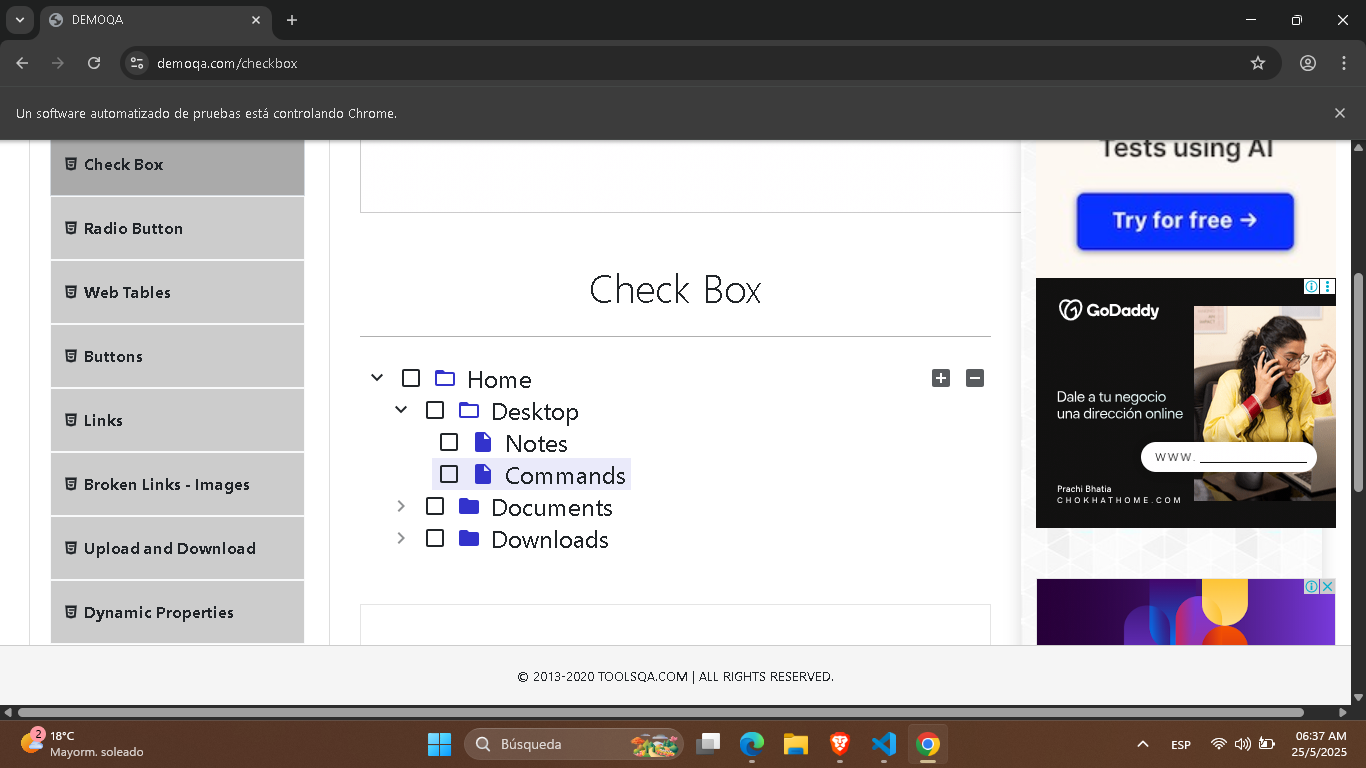 DEMOQA
demoqa.com/checkbox
Un software automatizado de pruebas está controlando Chrome.
Check Box
Radio Button
Web Tables
Buttons
Links
Broken Links - Images
Upload and Download
Dynamic Properties
Check Box
Home
Desktop
Notes
Commands
Documents
Downloads
Tests using AI
Try for free →
GoDaddy
Dale a tu negocio
una dirección online
www.
Prachi Bhatia
CHOKHATHOME.COM
© 2013-2020 TOOLSQA.COM | ALL RIGHTS RESERVED.
2
18°C
Mayorm. soleado
Búsqueda
ESP
06:37 AM
25/5/2025